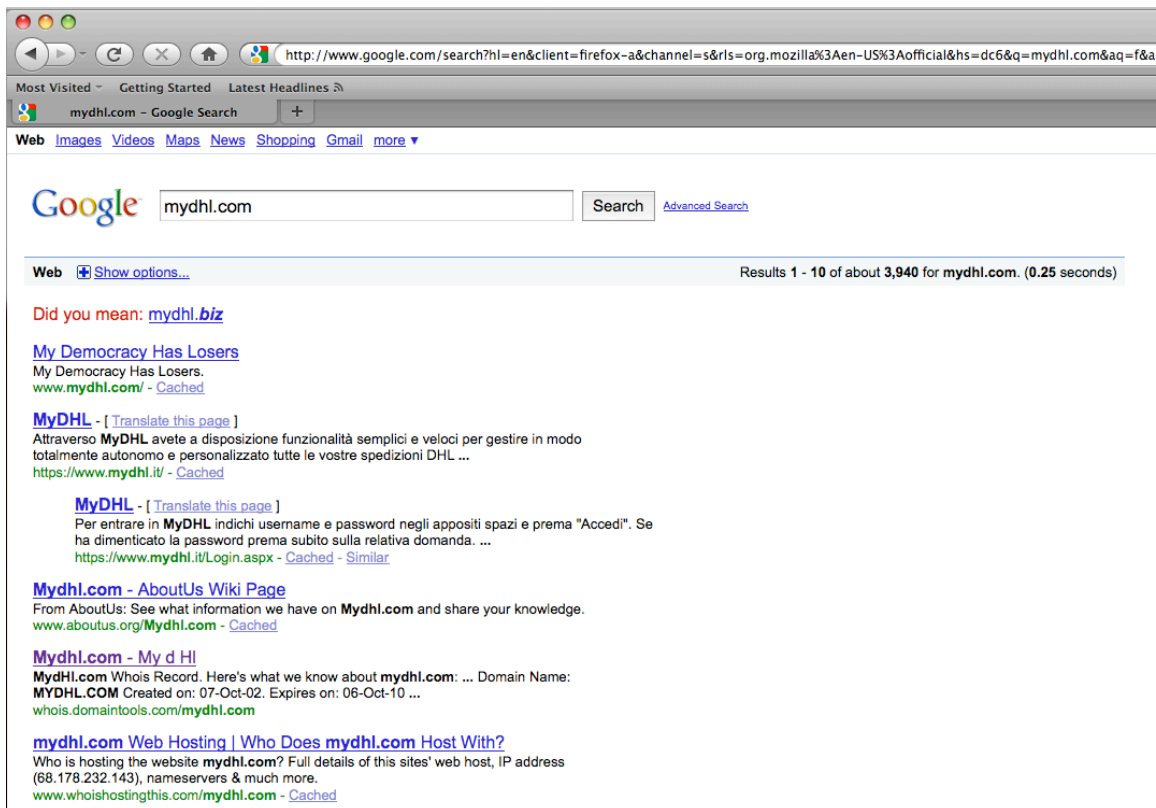 http://www.google.com/search?hl=en&client=firefox-a&channel=s&rls=org.mozilla%3Aen-US%3Aofficial&hs=dc6&q=mydhl.com&aq=f&a
Most Visited Getting Started Latest Headlines
mydhl.com – Google Search +
Web Images Videos Maps News Shopping Gmail more ▼
Google mydhl.com Search Advanced Search
Web Show options... Results 1 - 10 of about 3,940 for mydhl.com. (0.25 seconds)
Did you mean: mydhl.biz
My Democracy Has Losers
My Democracy Has Losers.
www.mydhl.com/ - Cached
MyDHL - [ Translate this page ]
Attraverso MyDHL avete a disposizione funzionalità semplici e veloci per gestire in modo
totalmente autonomo e personalizzato tutte le vostre spedizioni DHL ...
https://www.mydhl.it/ - Cached
MyDHL - [ Translate this page ]
Per entrare in MyDHL indichi username e password negli appositi spazi e prema "Accedi". Se
ha dimenticato la password prema subito sulla relativa domanda. ...
https://www.mydhl.it/Login.aspx - Cached - Similar
Mydhl.com - AboutUs Wiki Page
From AboutUs: See what information we have on Mydhl.com and share your knowledge.
www.aboutus.org/Mydhl.com - Cached
Mydhl.com - My d Hl
MydHl.com Whois Record. Here's what we know about mydhl.com: ... Domain Name:
MYDHL.COM Created on: 07-Oct-02. Expires on: 06-Oct-10 ...
whois.domaintools.com/mydhl.com
mydhl.com Web Hosting | Who Does mydhl.com Host With?
Who is hosting the website mydhl.com? Full details of this sites' web host, IP address
(68.178.232.143), nameservers & much more.
www.whoishostingthis.com/mydhl.com - Cached